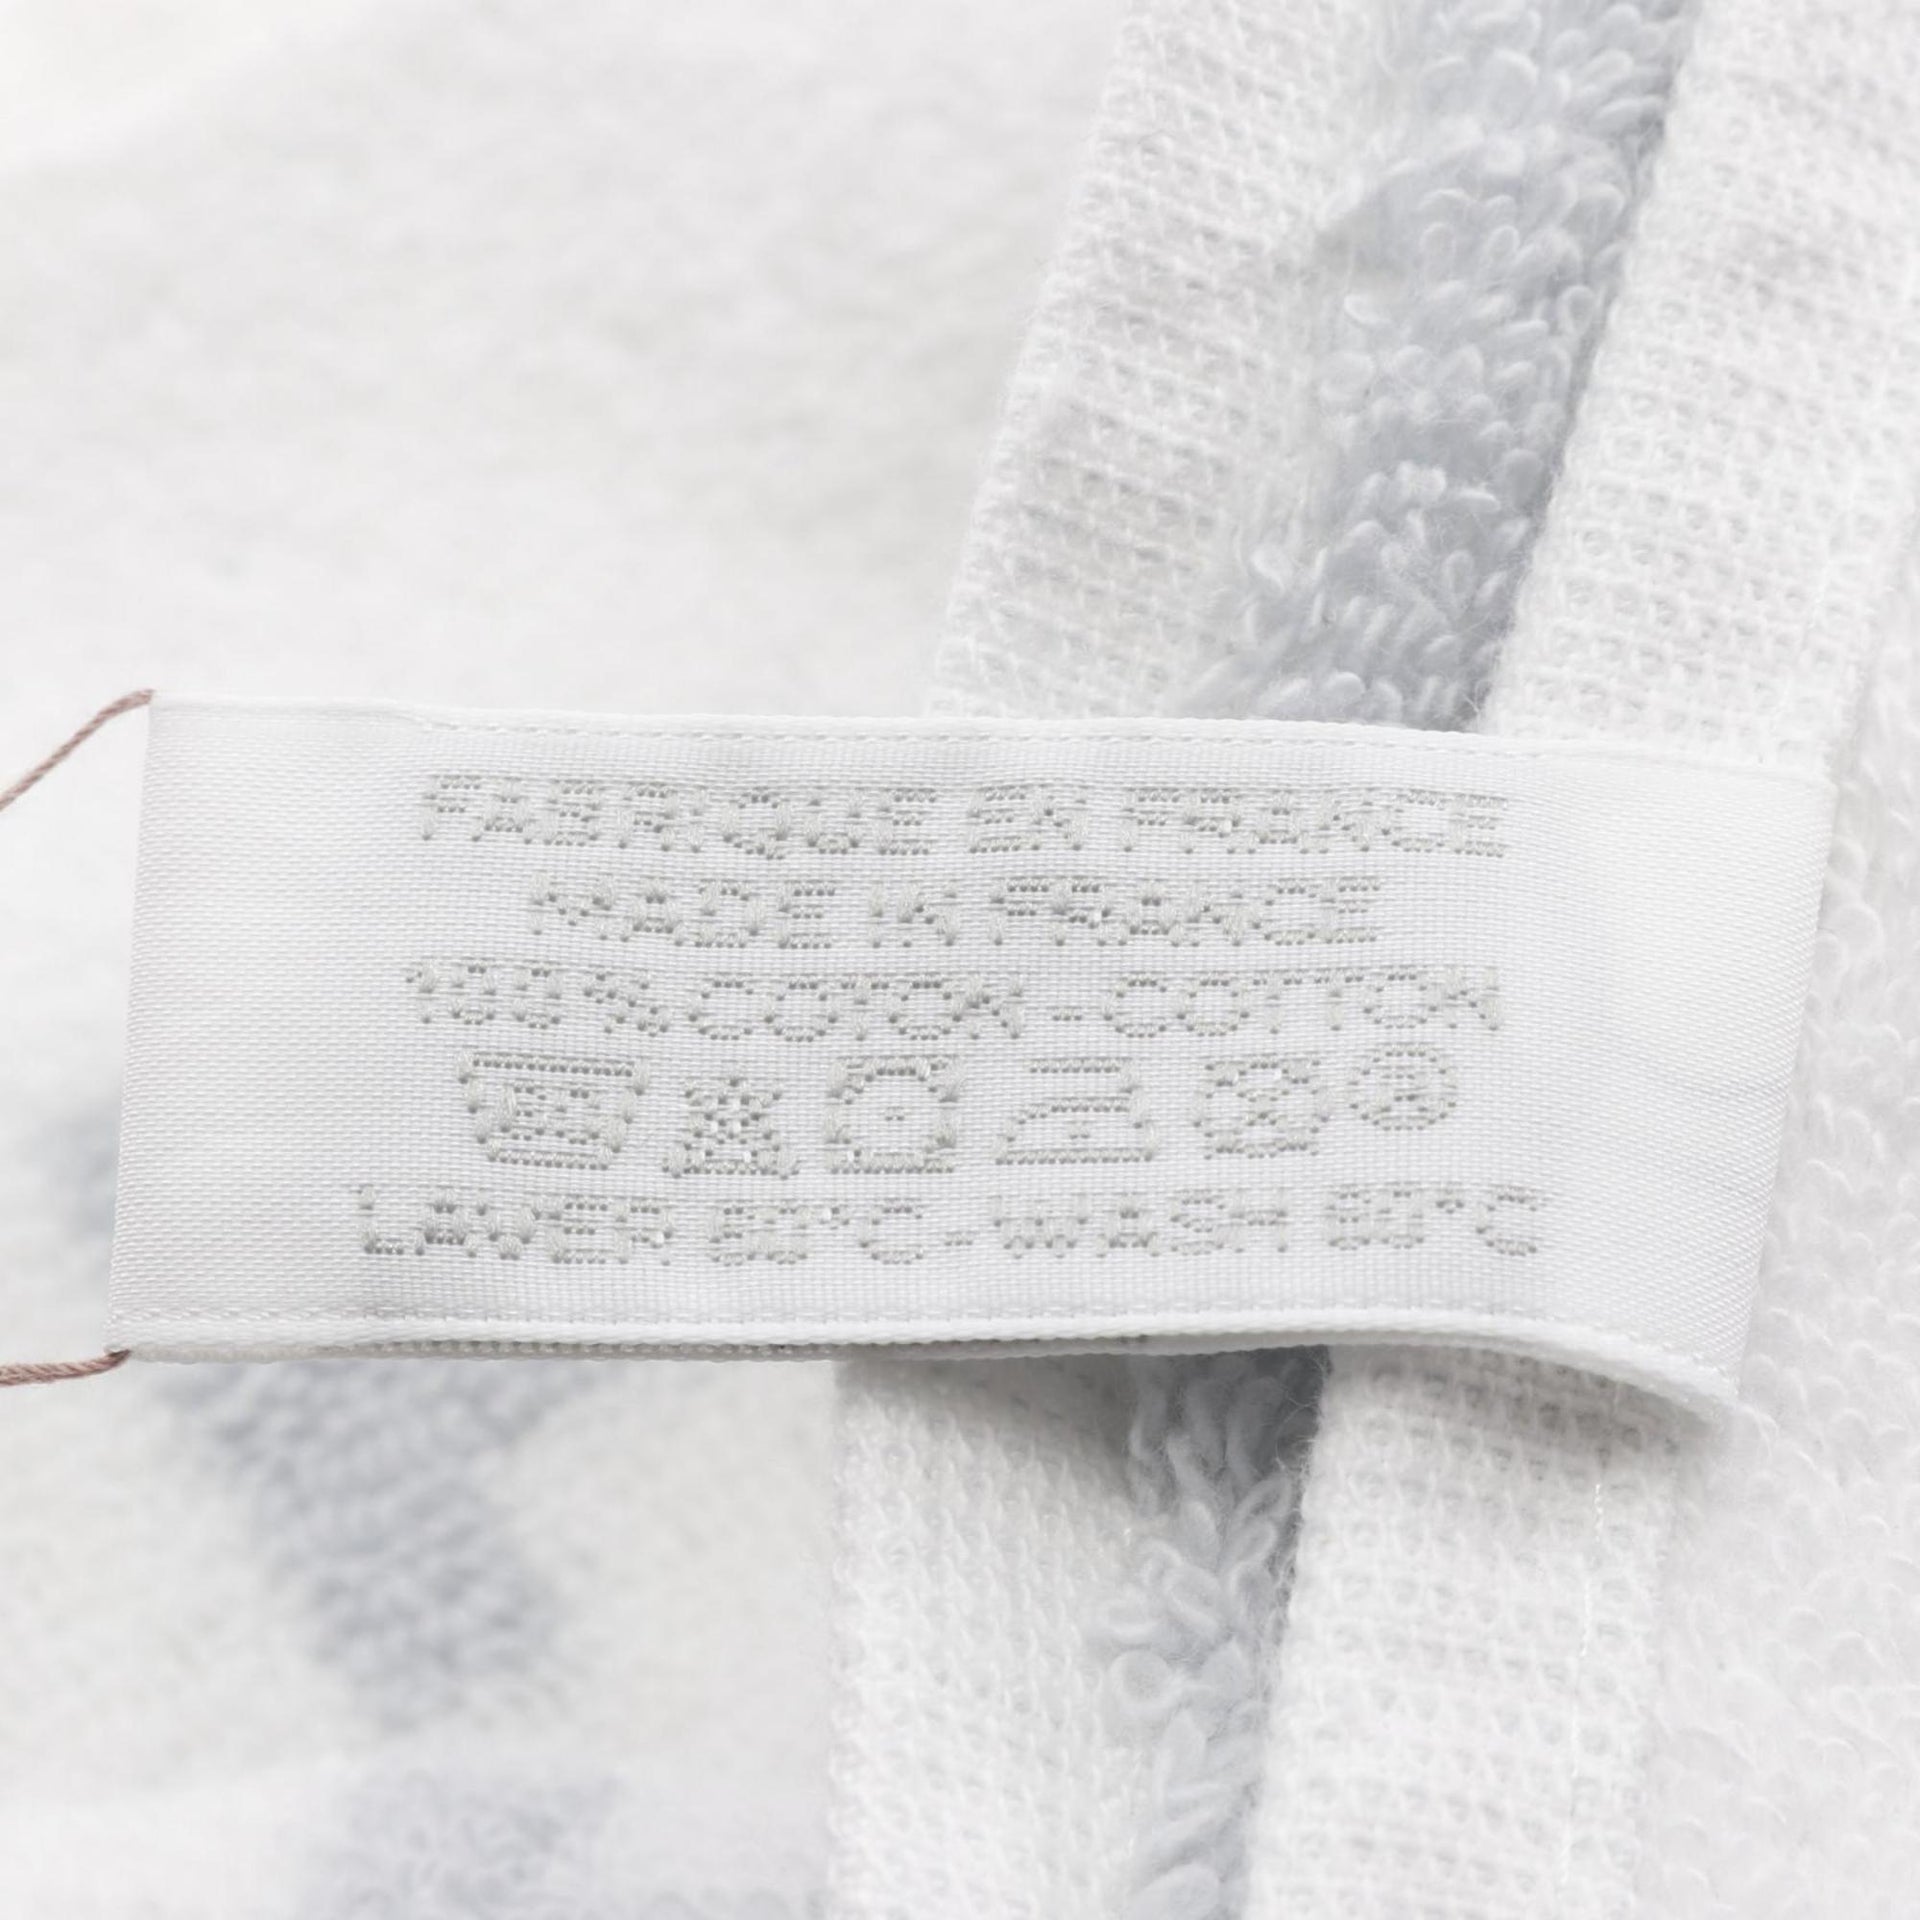 FABRIQUE EN FRANCE
MADE IN FRANCE
100% COTON - COTTON
LAVER 60°C - WASH 60°C